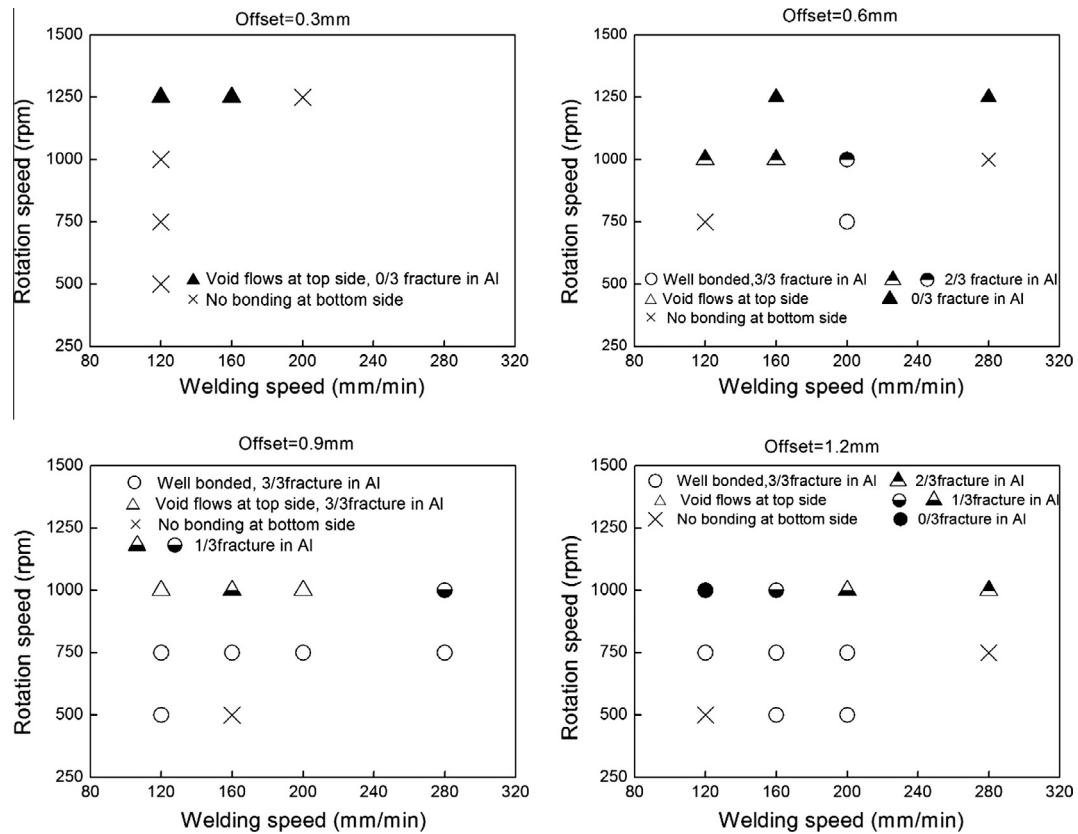 Offset=0.3mm
1500
1250
1000
750
500
250
80 120 160 200 240 280 320
Rotation speed (rpm)
Welding speed (mm/min)
Void flows at top side, 0/3 fracture in Al
No bonding at bottom side
Offset=0.6mm
1500
1250
1000
750
500
250
80 120 160 200 240 280 320
Rotation speed (rpm)
Welding speed (mm/min)
Well bonded,3/3 fracture in Al 2/3 fracture in Al
Void flows at top side 0/3 fracture in Al
No bonding at bottom side
Offset=0.9mm
1500
1250
1000
750
500
250
80 120 160 200 240 280 320
Rotation speed (rpm)
Welding speed (mm/min)
Well bonded, 3/3fracture in Al
Void flows at top side, 3/3fracture in Al
No bonding at bottom side
1/3fracture in Al
Offset=1.2mm
1500
1250
1000
750
500
250
80 120 160 200 240 280 320
Rotation speed (rpm)
Welding speed (mm/min)
Well bonded,3/3fracture in Al 2/3fracture in Al
Void flows at top side 1/3fracture in Al
No bonding at bottom side 0/3fracture in Al